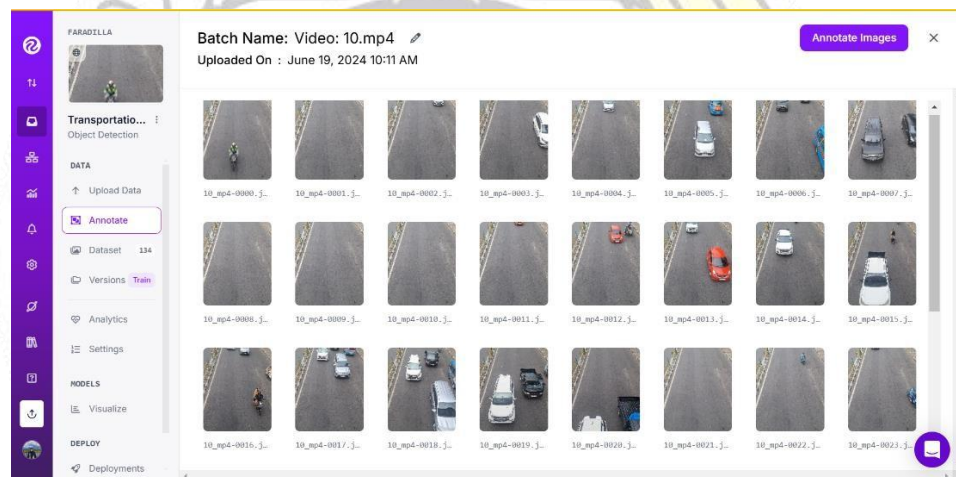 FARADILLA
Transportatio...
Object Detection
DATA
Upload Data
Annotate
Dataset 134
Versions Train
Analytics
Settings
MODELS
Visualize
DEPLOY
Deployments
Batch Name: Video: 10.mp4
Uploaded On : June 19, 2024 10:11 AM
Annotate Images
10_mp4-0000.j… 10_mp4-0001.j… 10_mp4-0002.j… 10_mp4-0003.j… 10_mp4-0004.j… 10_mp4-0005.j… 10_mp4-0006.j… 10_mp4-0007.j…
10_mp4-0008.j… 10_mp4-0009.j… 10_mp4-0010.j… 10_mp4-0011.j… 10_mp4-0012.j… 10_mp4-0013.j… 10_mp4-0014.j… 10_mp4-0015.j…
10_mp4-0016.j… 10_mp4-0017.j… 10_mp4-0018.j… 10_mp4-0019.j… 10_mp4-0020.j… 10_mp4-0021.j… 10_mp4-0022.j… 10_mp4-0023.j…